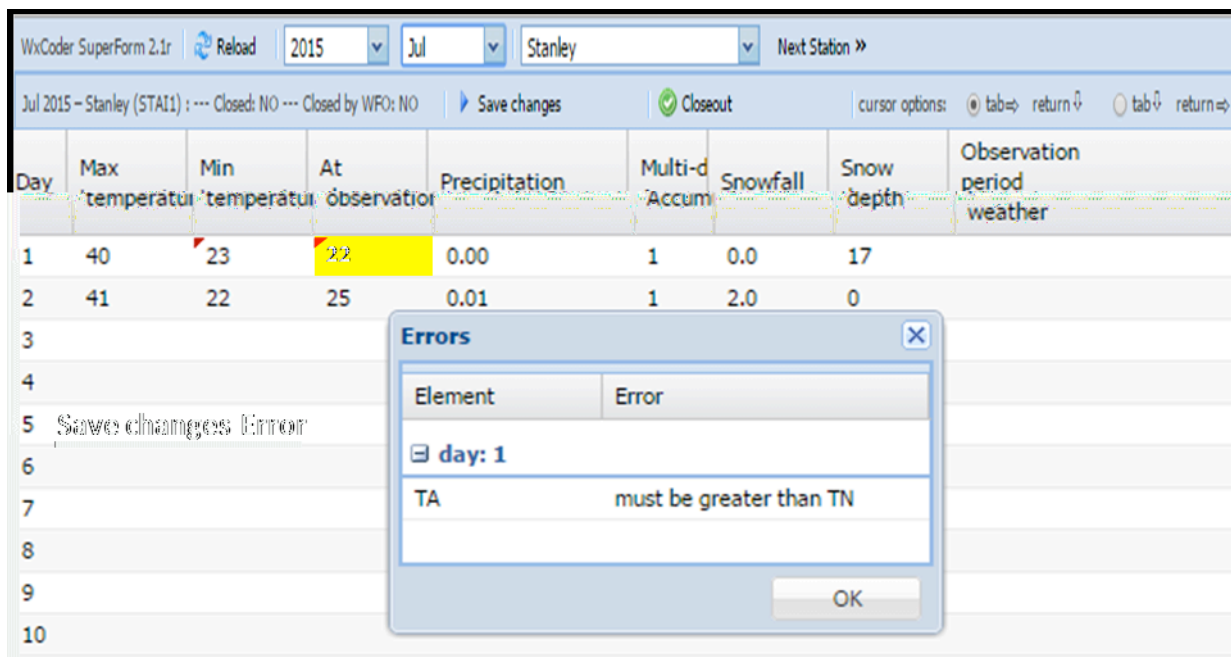 WxCoder SuperForm 2.1r Reload 2015 Jul Stanley Next Station »
Jul 2015 – Stanley (STAI1) : --- Closed: NO --- Closed by WFO: NO Save changes Closeout cursor options: tab⇨ return⇩ tab⇩ return⇨
Day Max temperatur Min temperatur At observation Precipitation Multi-d Accum Snowfall Snow depth Observation period weather
1 40 23 22 0.00 1 0.0 17
2 41 22 25 0.01 1 2.0 0
3
4
5
6
7
8
9
10
Save changes Error
Errors
Element Error
day: 1
TA must be greater than TN
OK